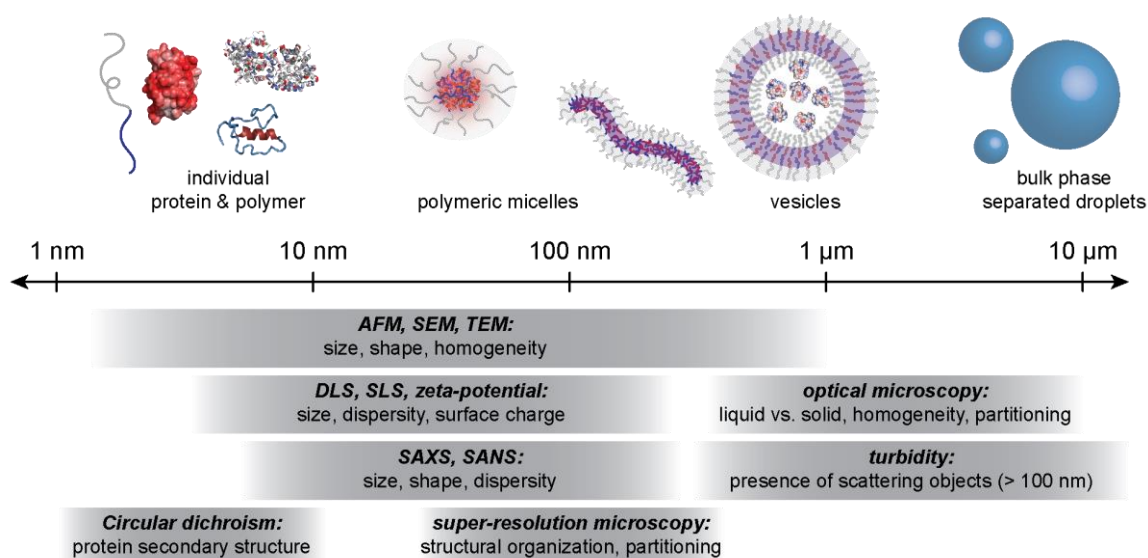 individual
protein & polymer
polymeric micelles
vesicles
bulk phase
separated droplets
1 nm
10 nm
100 nm
1 μm
10 μm
AFM, SEM, TEM:
size, shape, homogeneity
DLS, SLS, zeta-potential:
size, dispersity, surface charge
optical microscopy:
liquid vs. solid, homogeneity, partitioning
SAXS, SANS:
size, shape, dispersity
turbidity:
presence of scattering objects (> 100 nm)
Circular dichroism:
protein secondary structure
super-resolution microscopy:
structural organization, partitioning